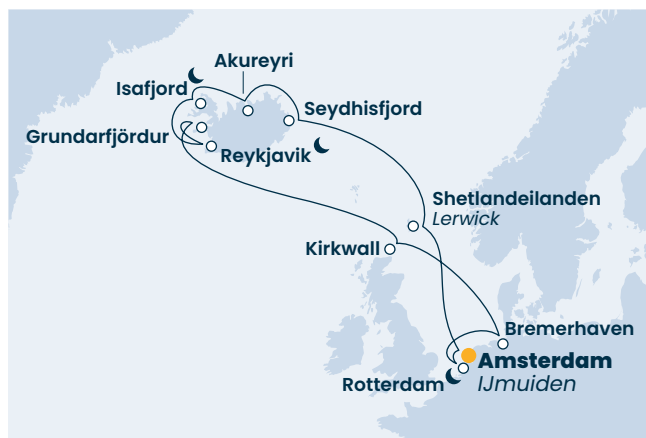 Akureyri
Isafjord
Seydhisfjord
Grundarfjördur
Reykjavik
Shetlandeilanden
Lerwick
Kirkwall
Bremerhaven
Amsterdam
IJmuiden
Rotterdam